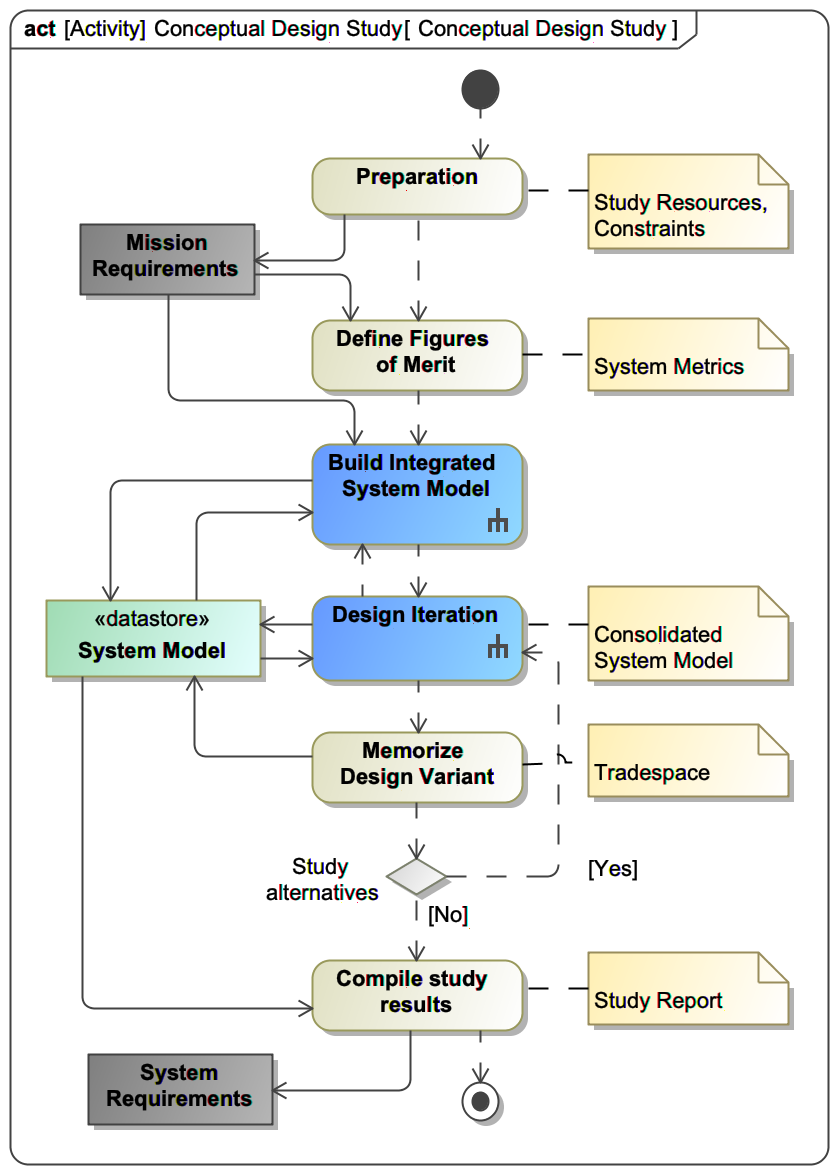 act [Activity] Conceptual Design Study[ Conceptual Design Study ]
Preparation
Study Resources,
Constraints
Mission
Requirements
Define Figures
of Merit
System Metrics
Build Integrated
System Model
«datastore»
System Model
Design Iteration
Consolidated
System Model
Memorize
Design Variant
Tradespace
Study
alternatives
[Yes]
[No]
Compile study
results
Study Report
System
Requirements